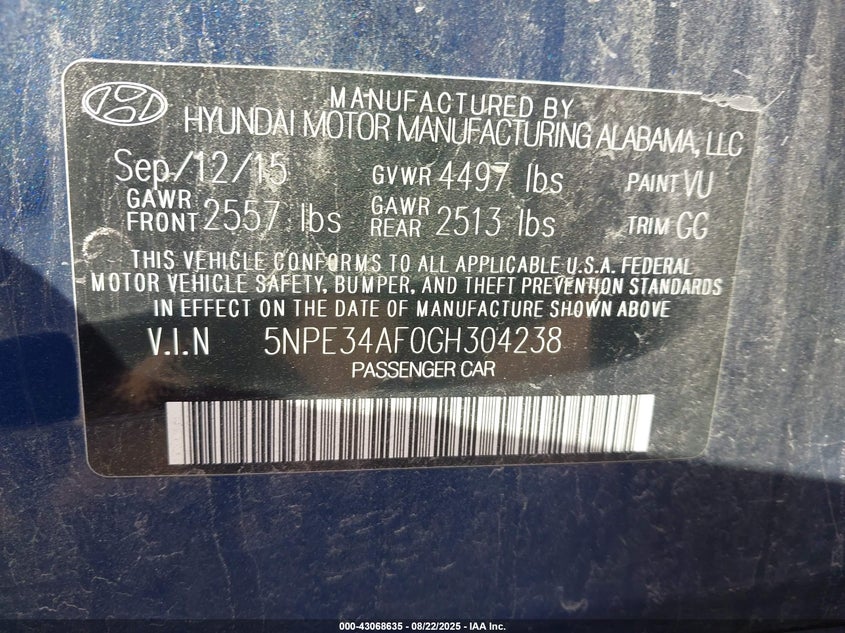 MANUFACTURED BY
HYUNDAI MOTOR MANUFACTURING ALABAMA, LLC
Sep/12/15 GVWR 4497 lbs PAINT VU
GAWR FRONT 2557 lbs GAWR REAR 2513 lbs TRIM GG
THIS VEHICLE CONFORMS TO ALL APPLICABLE U.S.A. FEDERAL
MOTOR VEHICLE SAFETY, BUMPER, AND THEFT PREVENTION STANDARDS
IN EFFECT ON THE DATE OF MANUFACTURE SHOWN ABOVE
V.I.N 5NPE34AF0GH304238
PASSENGER CAR
000-43068635 - 08/22/2025 - IAA Inc.